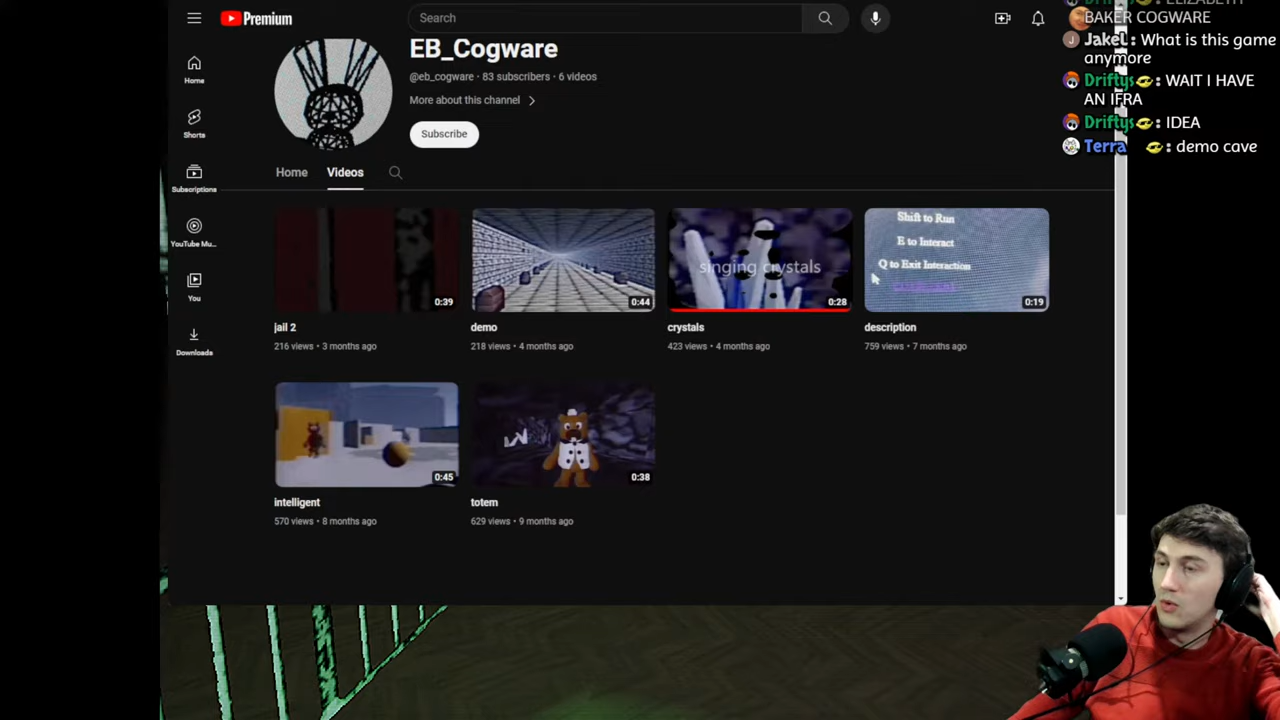 Premium
Search
Home
Shorts
Subscriptions
YouTube Mu...
You
Downloads
EB_Cogware
@eb_cogware • 83 subscribers • 6 videos
More about this channel
Subscribe
Home
Videos
0:39
jail 2
216 views • 3 months ago
0:44
demo
218 views • 4 months ago
singing crystals
0:28
crystals
423 views • 4 months ago
Shift to Run
E to Interact
Q to Exit Interaction
0:19
description
759 views • 7 months ago
0:45
intelligent
570 views • 8 months ago
0:38
totem
629 views • 9 months ago
BAKER COGWARE
Jakel: What is this game
anymore
Driftys: WAIT I HAVE
AN IFRA
Driftys: IDEA
Terra: demo cave